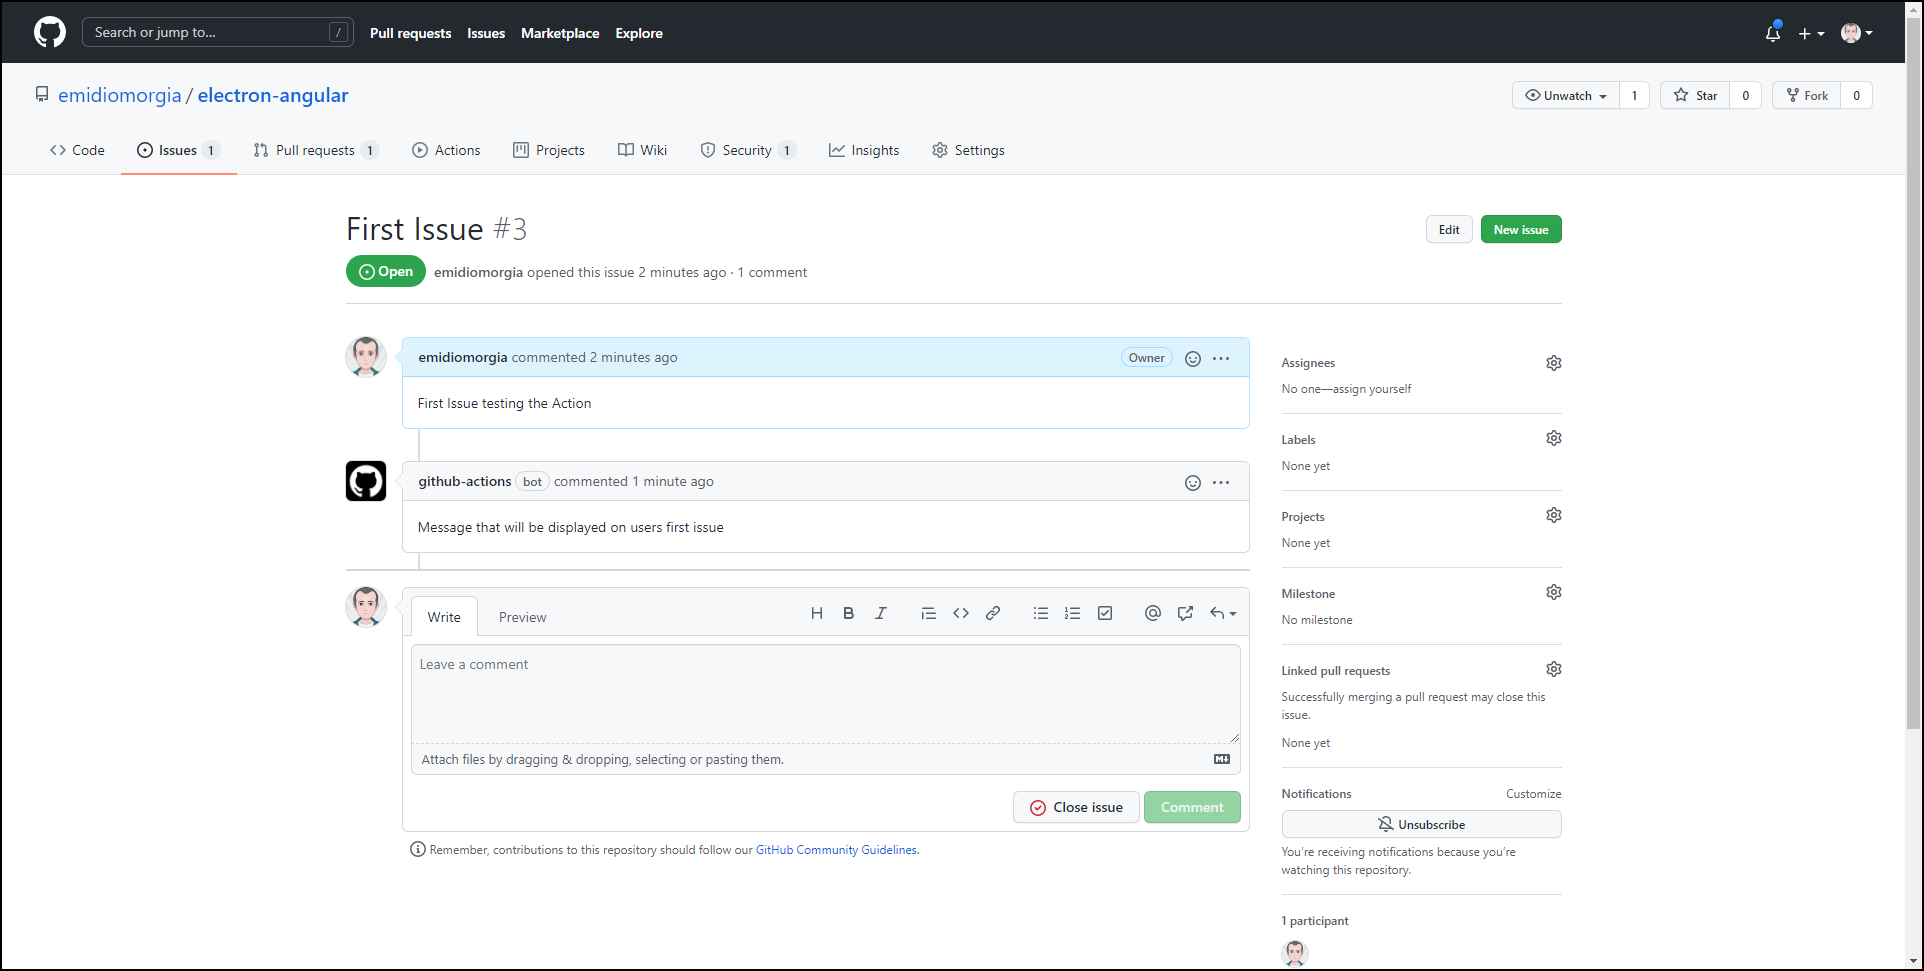 Search or jump to... /
Pull requests Issues Marketplace Explore
emidiomorgia / electron-angular
Unwatch 1 Star 0 Fork 0
Code Issues 1 Pull requests 1 Actions Projects Wiki Security 1 Insights Settings
First Issue #3
Edit New issue
Open emidiomorgia opened this issue 2 minutes ago · 1 comment
emidiomorgia commented 2 minutes ago Owner
First Issue testing the Action
github-actions bot commented 1 minute ago
Message that will be displayed on users first issue
Write Preview
Leave a comment
Attach files by dragging & dropping, selecting or pasting them.
Close issue Comment
Remember, contributions to this repository should follow our GitHub Community Guidelines.
Assignees
No one—assign yourself
Labels
None yet
Projects
None yet
Milestone
No milestone
Linked pull requests
Successfully merging a pull request may close this
issue.
None yet
Notifications Customize
Unsubscribe
You're receiving notifications because you're
watching this repository.
1 participant